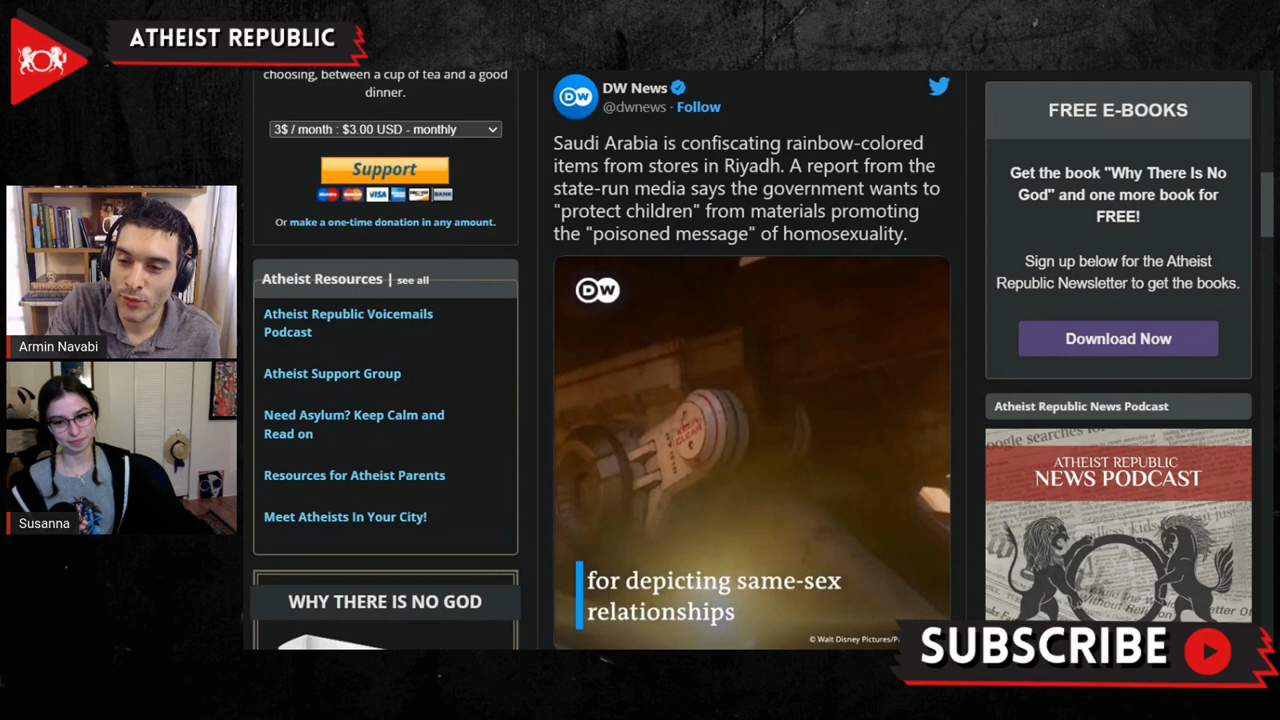 ATHEIST REPUBLIC
choosing, between a cup of tea and a good
dinner.
3$ / month : $3.00 USD - monthly
Support
VISA
BANK
Or make a one-time donation in any amount.
Atheist Resources | see all
Atheist Republic Voicemails
Podcast
Atheist Support Group
Need Asylum? Keep Calm and
Read on
Resources for Atheist Parents
Meet Atheists In Your City!
WHY THERE IS NO GOD
DW
DW News
@dwnews · Follow
Saudi Arabia is confiscating rainbow-colored
items from stores in Riyadh. A report from the
state-run media says the government wants to
"protect children" from materials promoting
the "poisoned message" of homosexuality.
DW
for depicting same-sex
relationships
© Walt Disney Pictures/P
FREE E-BOOKS
Get the book "Why There Is No
God" and one more book for
FREE!
Sign up below for the Atheist
Republic Newsletter to get the books.
Download Now
Atheist Republic News Podcast
ATHEIST REPUBLIC
NEWS PODCAST
Armin Navabi
Susanna
SUBSCRIBE